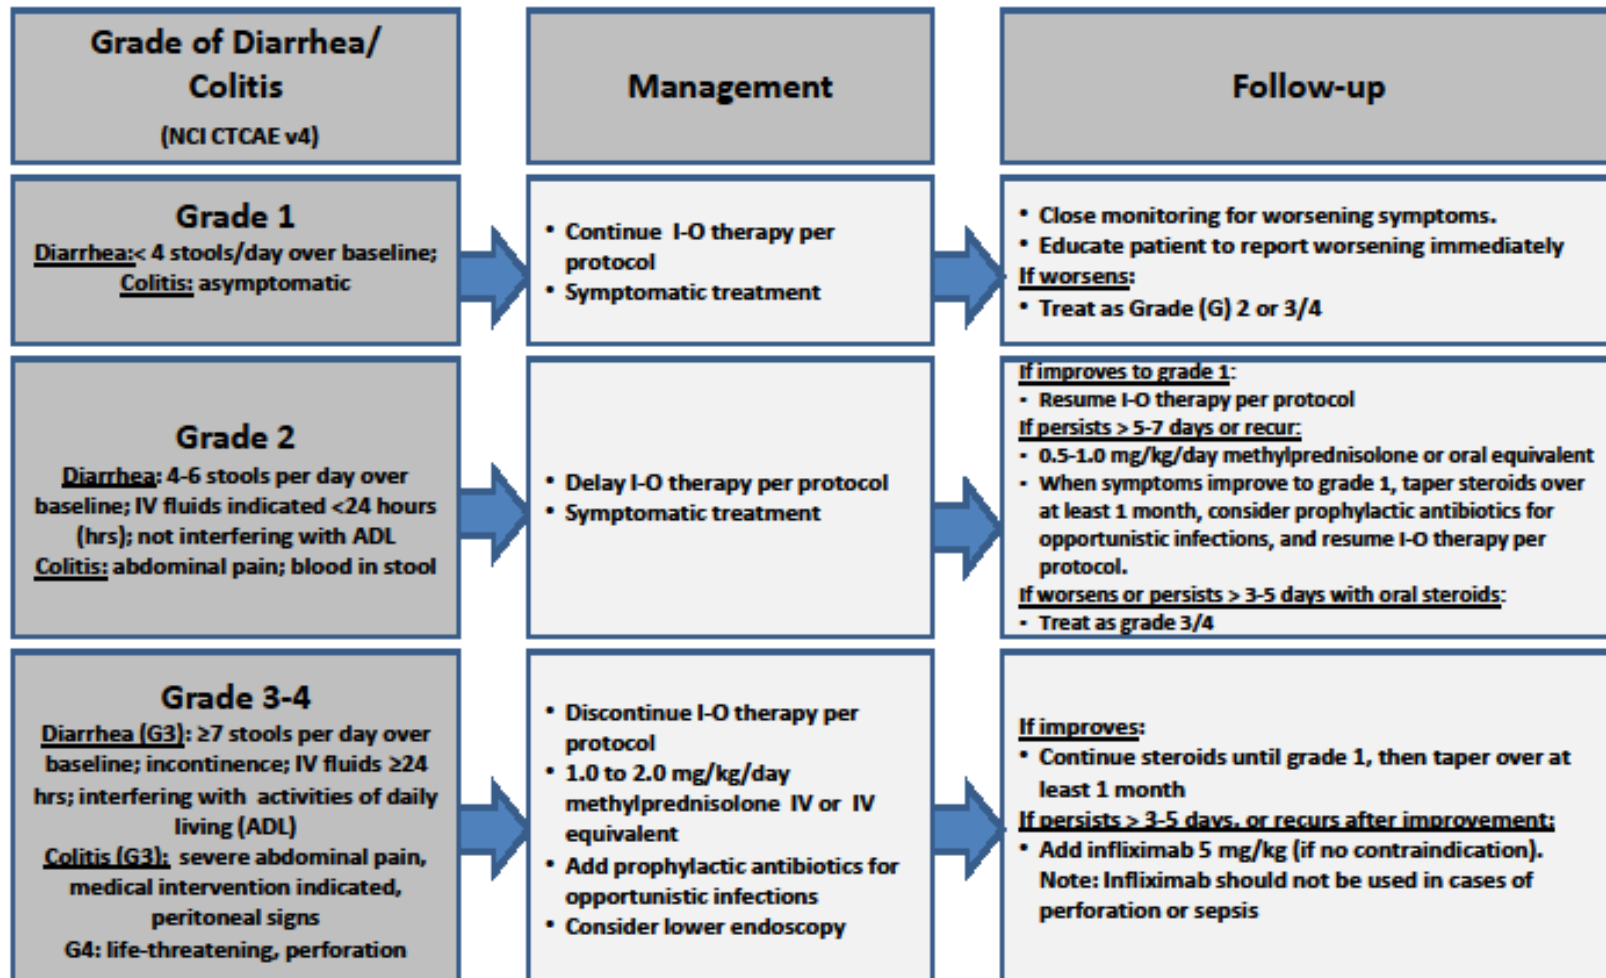 Grade of Diarrhea/
Colitis
(NCI CTCAE v4)
Management
Follow-up
Grade 1
Diarrhea:< 4 stools/day over baseline;
Colitis: asymptomatic
• Continue I-O therapy per
protocol
• Symptomatic treatment
• Close monitoring for worsening symptoms.
• Educate patient to report worsening immediately
If worsens:
• Treat as Grade (G) 2 or 3/4
Grade 2
Diarrhea: 4-6 stools per day over
baseline; IV fluids indicated <24 hours
(hrs); not interfering with ADL
Colitis: abdominal pain; blood in stool
• Delay I-O therapy per protocol
• Symptomatic treatment
If improves to grade 1:
- Resume I-O therapy per protocol
If persists > 5-7 days or recur:
- 0.5-1.0 mg/kg/day methylprednisolone or oral equivalent
- When symptoms improve to grade 1, taper steroids over
at least 1 month, consider prophylactic antibiotics for
opportunistic infections, and resume I-O therapy per
protocol.
If worsens or persists > 3-5 days with oral steroids:
- Treat as grade 3/4
Grade 3-4
Diarrhea (G3): ≥7 stools per day over
baseline; incontinence; IV fluids ≥24
hrs; interfering with activities of daily
living (ADL)
Colitis (G3): severe abdominal pain,
medical intervention indicated,
peritoneal signs
G4: life-threatening, perforation
• Discontinue I-O therapy per
protocol
• 1.0 to 2.0 mg/kg/day
methylprednisolone IV or IV
equivalent
• Add prophylactic antibiotics for
opportunistic infections
• Consider lower endoscopy
If improves:
• Continue steroids until grade 1, then taper over at
least 1 month
If persists > 3-5 days, or recurs after improvement:
• Add infliximab 5 mg/kg (if no contraindication).
Note: Infliximab should not be used in cases of
perforation or sepsis